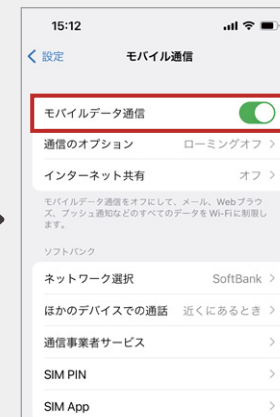 15:12
設定
モバイル通信
モバイルデータ通信
通信のオプション ローミングオフ
インターネット共有 オフ
モバイルデータ通信をオフにして、メール、Webブラウ
ズ、プッシュ通知などのすべてのデータをWi-Fiに制限し
ます。
ソフトバンク
ネットワーク選択 SoftBank
ほかのデバイスでの通話 近くにあるとき
通信事業者サービス
SIM PIN
SIM App